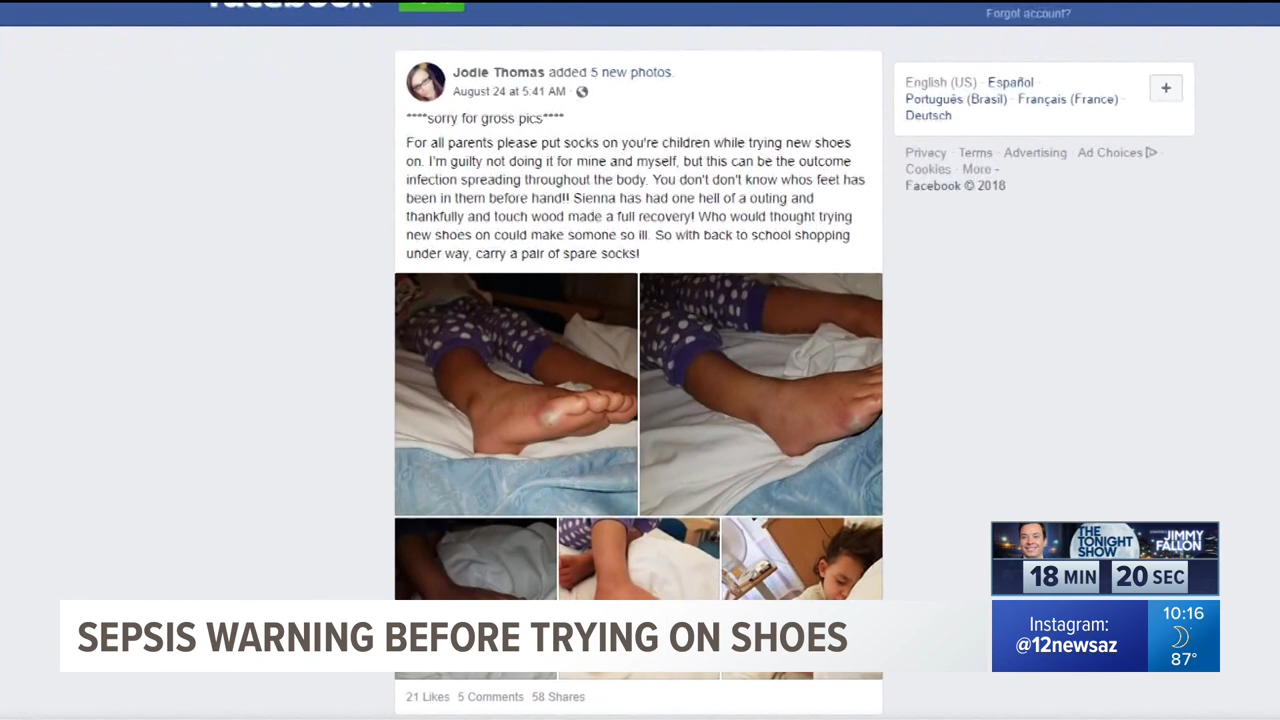 facebook
Forgot account?
Jodie Thomas added 5 new photos.
August 24 at 5:41 AM ·
****sorry for gross pics****
For all parents please put socks on you're children while trying new shoes
on. I'm guilty not doing it for mine and myself, but this can be the outcome
infection spreading throughout the body. You don't don't know whos feet has
been in them before hand!! Sienna has had one hell of a outing and
thankfully and touch wood made a full recovery! Who would thought trying
new shoes on could make somone so ill. So with back to school shopping
under way, carry a pair of spare socks!
21 Likes 5 Comments 58 Shares
English (US) · Español ·
Português (Brasil) · Français (France) ·
Deutsch
+
Privacy · Terms · Advertising · Ad Choices ·
Cookies · More -
Facebook © 2018
THE
TONIGHT
SHOW
JIMMY
FALLON
18 MIN 20 SEC
SEPSIS WARNING BEFORE TRYING ON SHOES
Instagram:
@12newsaz
10:16
87°